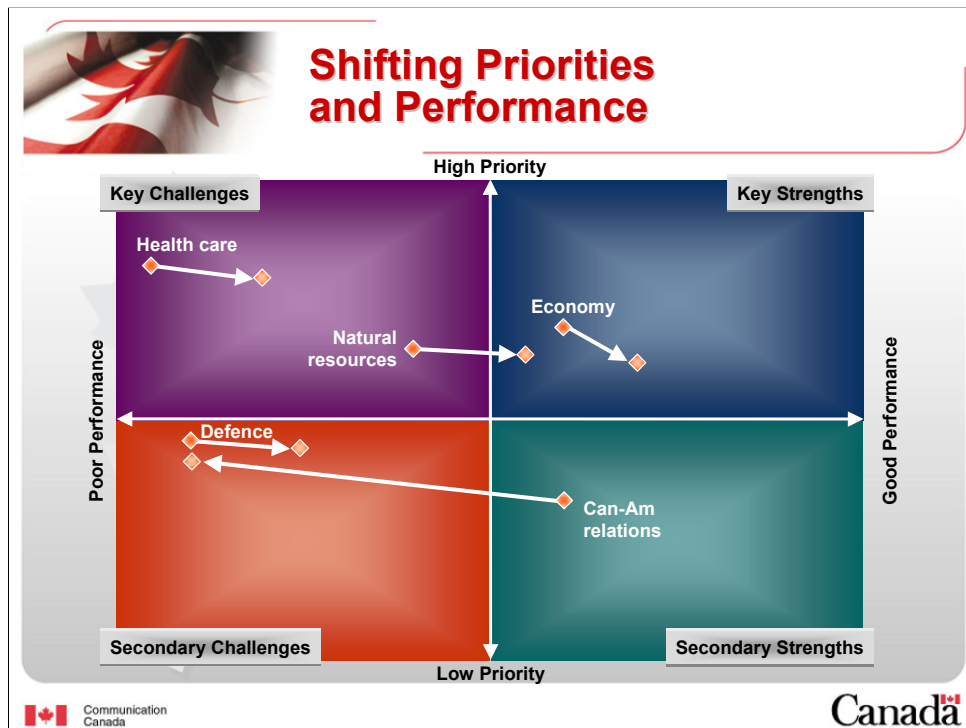 Shifting Priorities
and Performance
High Priority
Key Challenges
Key Strengths
Health care
Economy
Natural
resources
Poor Performance
Good Performance
Defence
Can-Am
relations
Secondary Challenges
Secondary Strengths
Low Priority
Communication
Canada
Canada